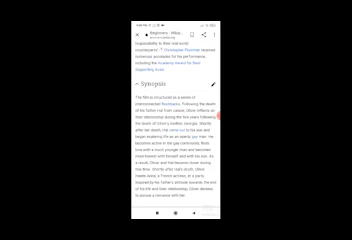 Beginners - Wikip...
responsibility to their real-world
counterparts".[3] Christopher Plummer received
numerous accolades for his performance,
including the Academy Award for Best
Supporting Actor.
Synopsis
The film is structured as a series of
interconnected flashbacks. Following the death
of his father Hal from cancer, Oliver reflects on
their relationship during the five years following
the death of Oliver's mother, Georgia. Shortly
after her death, Hal came out to his son and
began exploring life as an openly gay man. He
becomes active in the gay community, finds
love with a much younger man and becomes
more honest with himself and with his son. As
a result, Oliver and Hal become closer during
this time. Shortly after Hal's death, Oliver
meets Anna, a French actress, at a party.
Inspired by his father's attitude towards the end
of his life and their relationship, Oliver decides
to pursue a romance with her.